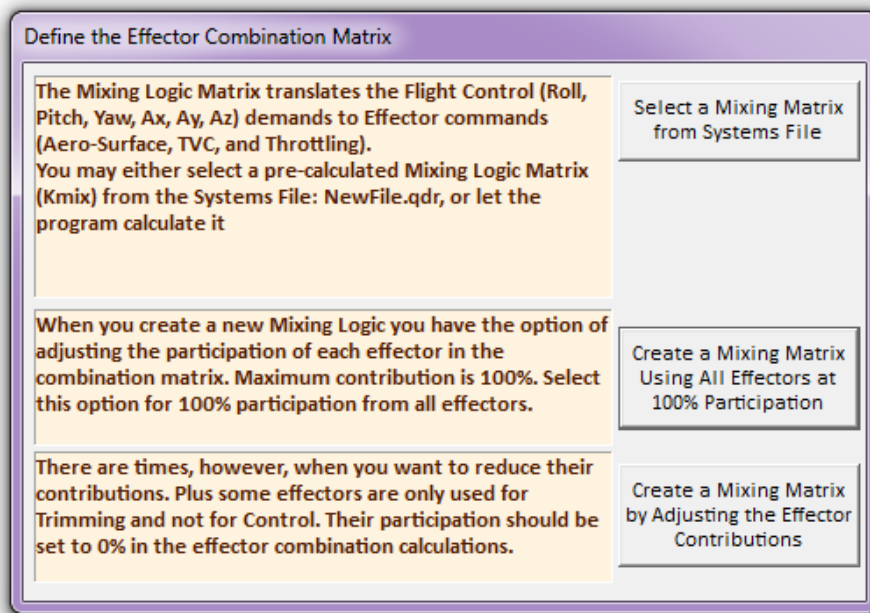 Define the Effector Combination Matrix
The Mixing Logic Matrix translates the Flight Control (Roll,
Pitch, Yaw, Ax, Ay, Az) demands to Effector commands
(Aero-Surface, TVC, and Throttling).
You may either select a pre-calculated Mixing Logic Matrix
(Kmix) from the Systems File: NewFile.qdr, or let the
program calculate it
Select a Mixing Matrix
from Systems File
When you create a new Mixing Logic you have the option of
adjusting the participation of each effector in the
combination matrix. Maximum contribution is 100%. Select
this option for 100% participation from all effectors.
Create a Mixing Matrix
Using All Effectors at
100% Participation
There are times, however, when you want to reduce their
contributions. Plus some effectors are only used for
Trimming and not for Control. Their participation should be
set to 0% in the effector combination calculations.
Create a Mixing Matrix
by Adjusting the Effector
Contributions